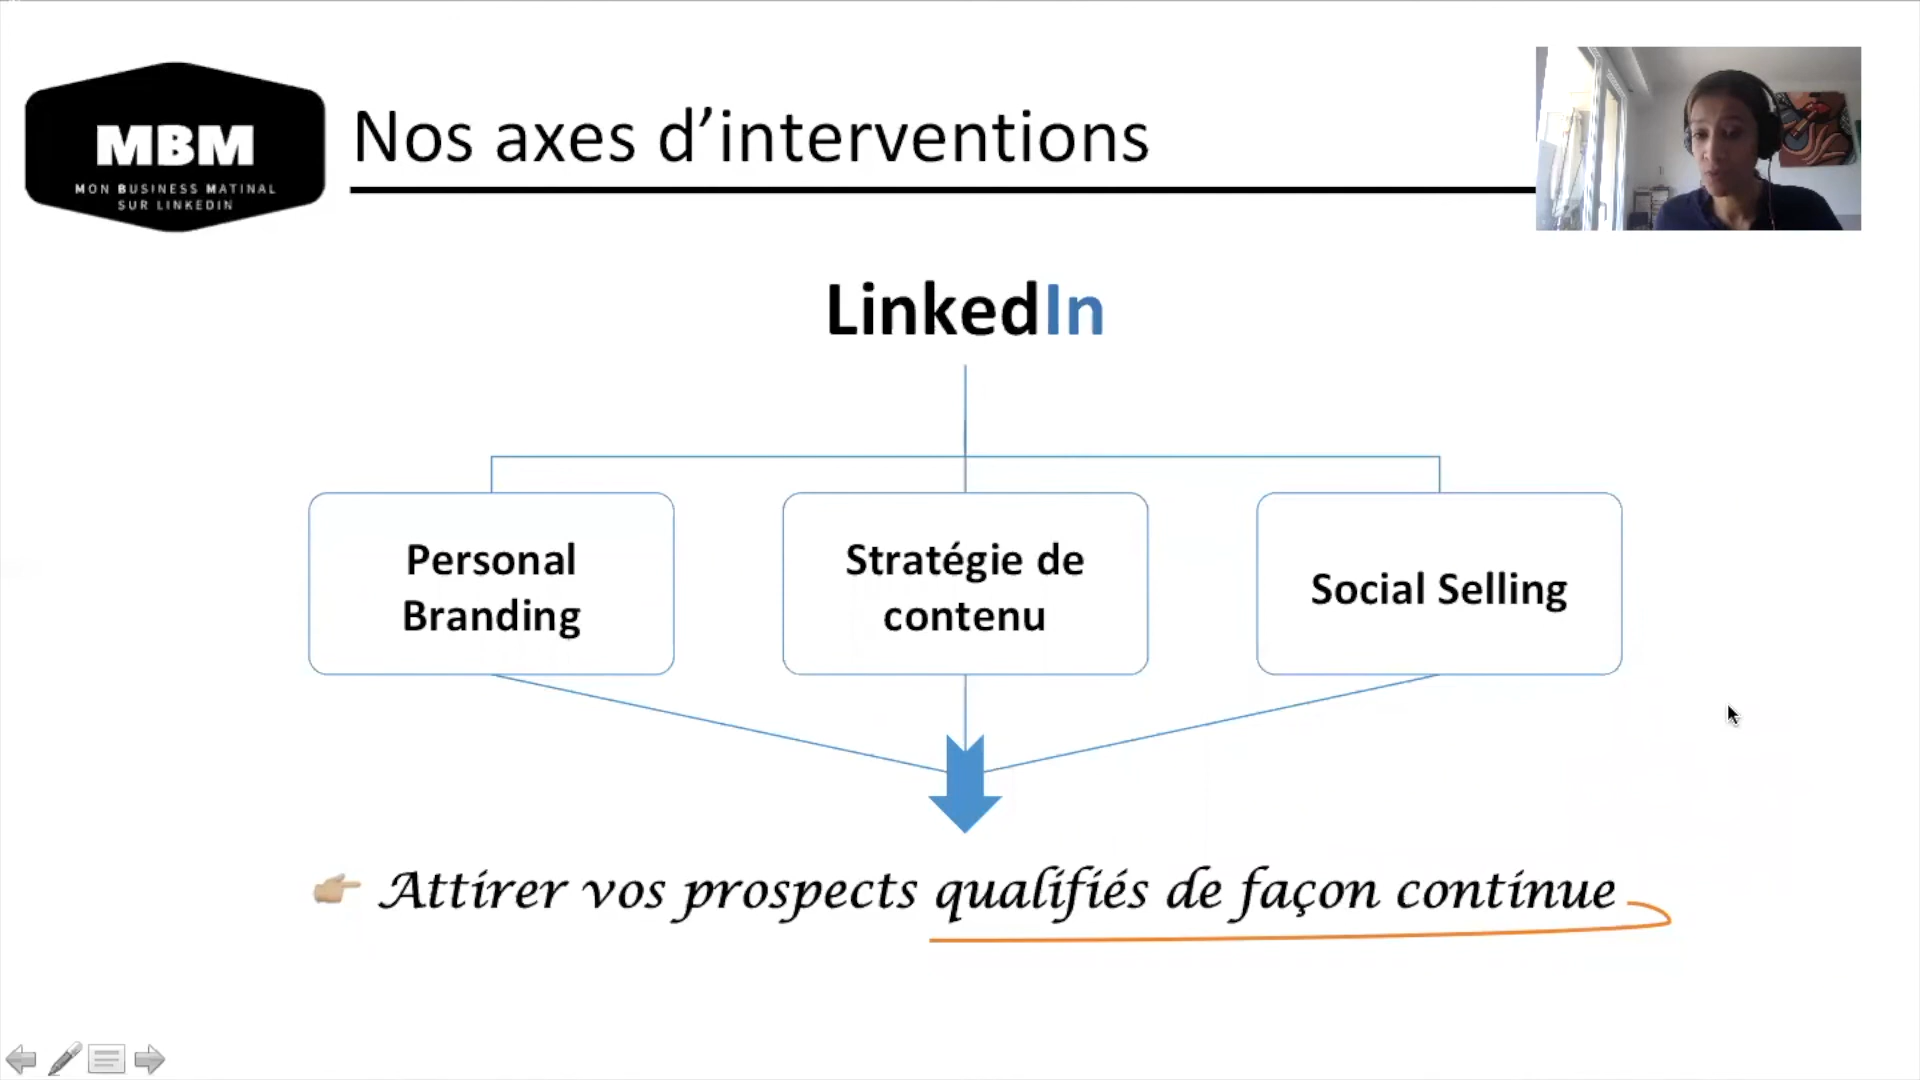 MBM
MON BUSINESS MATINAL
SUR LINKEDIN
Nos axes d’interventions
LinkedIn
Personal
Branding
Stratégie de
contenu
Social Selling
Attirer vos prospects qualifiés de façon continue